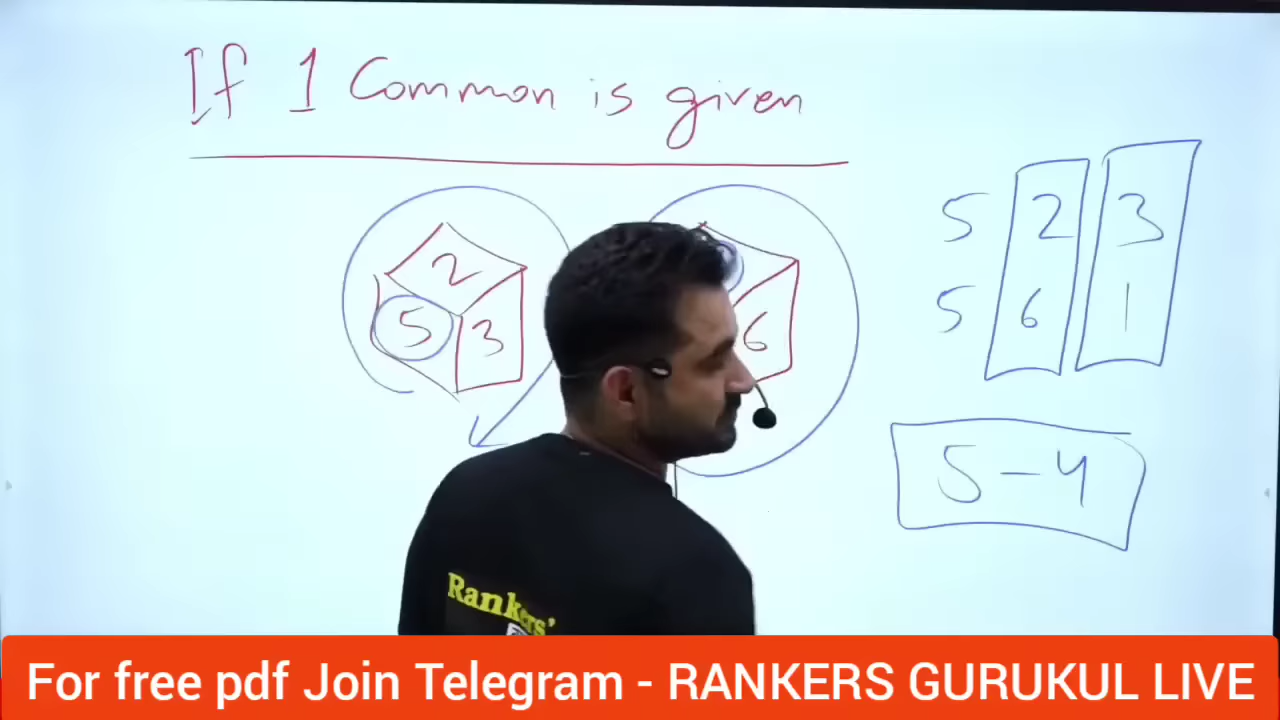 If 1 Common is given
2
5 3
6
5 2 3
5 6 1
5-4
Rankers'
For free pdf Join Telegram - RANKERS GURUKUL LIVE